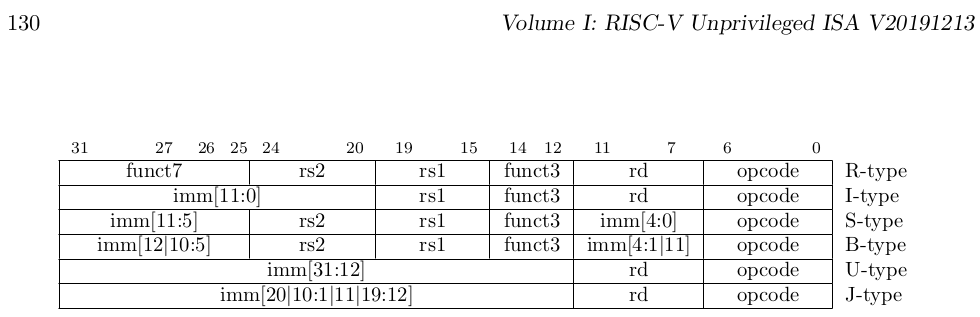 130 Volume I: RISC-V Unprivileged ISA V20191213
31 27 26 25 24 20 19 15 14 12 11 7 6 0
funct7 rs2 rs1 funct3 rd opcode R-type
imm[11:0] rs1 funct3 rd opcode I-type
imm[11:5] rs2 rs1 funct3 imm[4:0] opcode S-type
imm[12|10:5] rs2 rs1 funct3 imm[4:1|11] opcode B-type
imm[31:12] rd opcode U-type
imm[20|10:1|11|19:12] rd opcode J-type